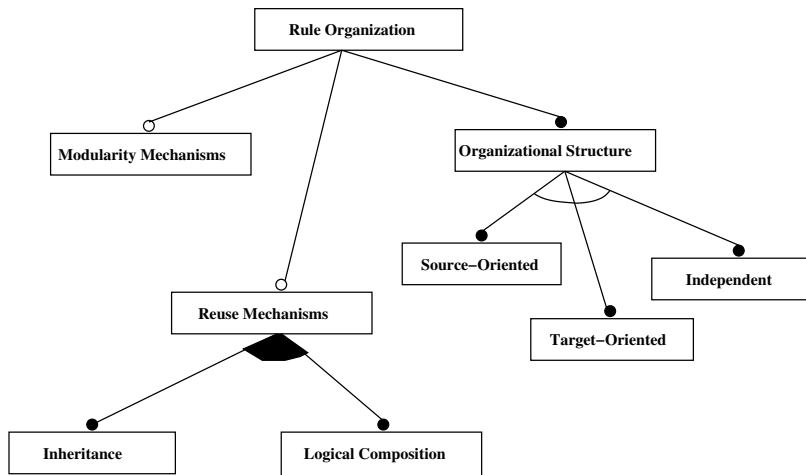 Rule Organization
Modularity Mechanisms
Organizational Structure
Source−Oriented
Independent
Reuse Mechanisms
Target−Oriented
Inheritance
Logical Composition